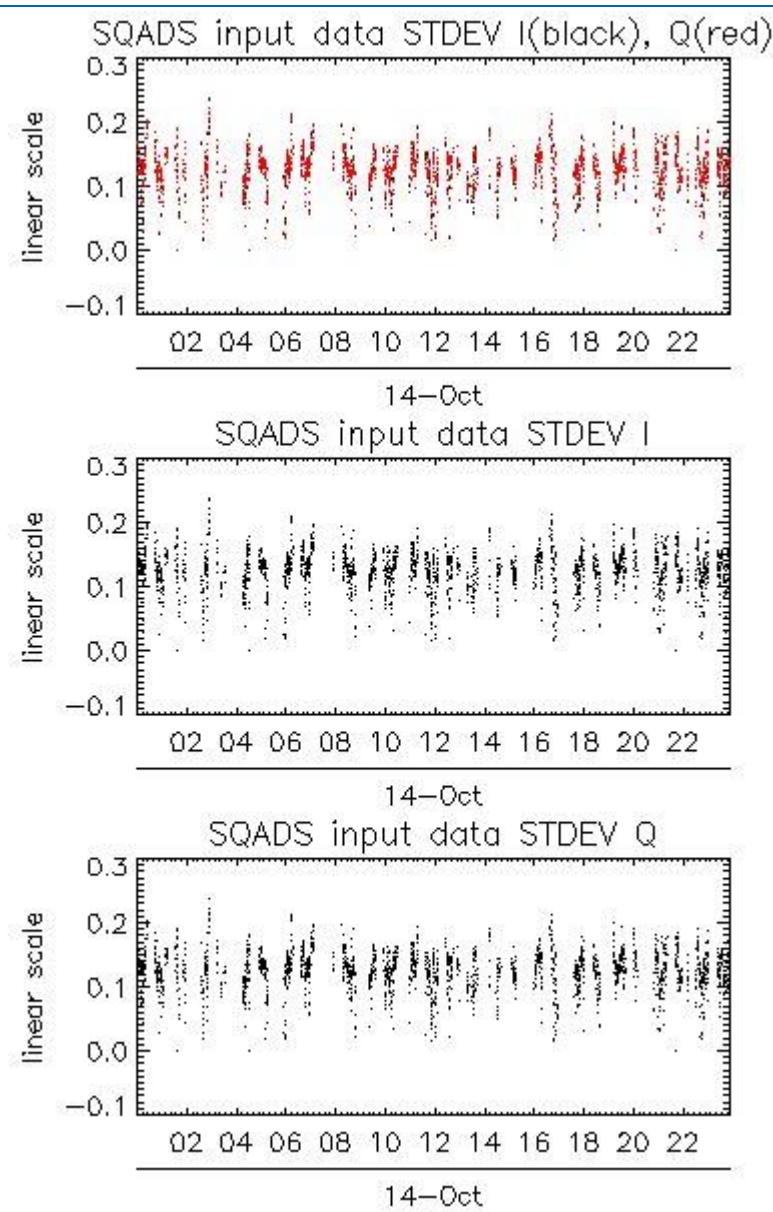 SQADS input data STDEV I(black), Q(red)
0.3
0.2
0.1
0.0
−0.1
linear scale
02 04 06 08 10 12 14 16 18 20 22
14−Oct
SQADS input data STDEV I
0.3
0.2
0.1
0.0
−0.1
linear scale
02 04 06 08 10 12 14 16 18 20 22
14−Oct
SQADS input data STDEV Q
0.3
0.2
0.1
0.0
−0.1
linear scale
02 04 06 08 10 12 14 16 18 20 22
14−Oct